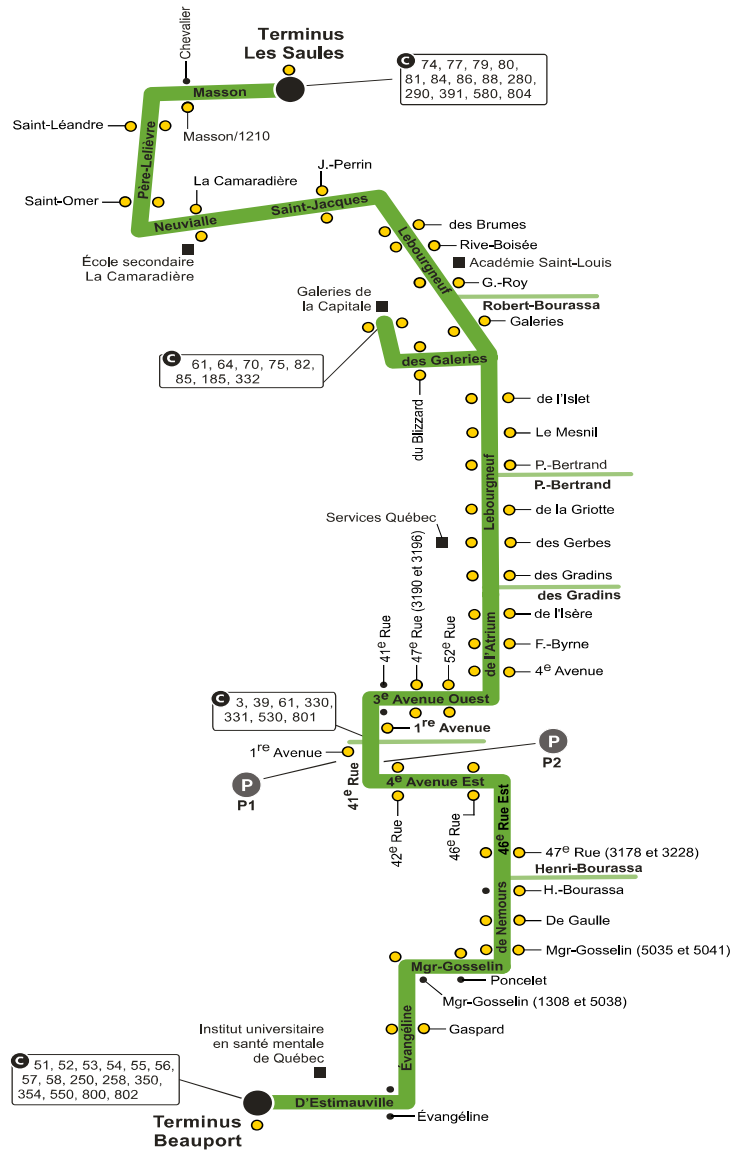 Chevalier
Terminus
Les Saules
C 74, 77, 79, 80,
81, 84, 86, 88, 280,
290, 391, 580, 804
Masson
Masson/1210
Saint-Léandre
Père-Lelièvre
Saint-Omer
La Camaradière
J.-Perrin
Neuvialle
Saint-Jacques
École secondaire
La Camaradière
Lebourgneuf
des Brumes
Rive-Boisée
Académie Saint-Louis
G.-Roy
Robert-Bourassa
Galeries
Galeries de
la Capitale
des Galeries
C 61, 64, 70, 75, 82,
85, 185, 332
du Blizzard
de l'Islet
Le Mesnil
P.-Bertrand
P.-Bertrand
Lebourgneuf
de la Griotte
Services Québec
des Gerbes
des Gradins
des Gradins
de l'Atrium
de l'Isère
F.-Byrne
4e Avenue
41e Rue
47e Rue (3190 et 3196)
52e Rue
3e Avenue Ouest
C 3, 39, 61, 330,
331, 530, 801
1re Avenue
1re Avenue
P
P1
P
P2
41e Rue
4e Avenue Est
42e Rue
46e Rue
46e Rue Est
47e Rue (3178 et 3228)
Henri-Bourassa
H.-Bourassa
de Nemours
De Gaulle
Mgr-Gosselin (5035 et 5041)
Mgr-Gosselin
Poncelet
Mgr-Gosselin (1308 et 5038)
Évangéline
Gaspard
Institut universitaire
en santé mentale
de Québec
C 51, 52, 53, 54, 55, 56,
57, 58, 250, 258, 350,
354, 550, 800, 802
D'Estimauville
Évangéline
Terminus
Beauport